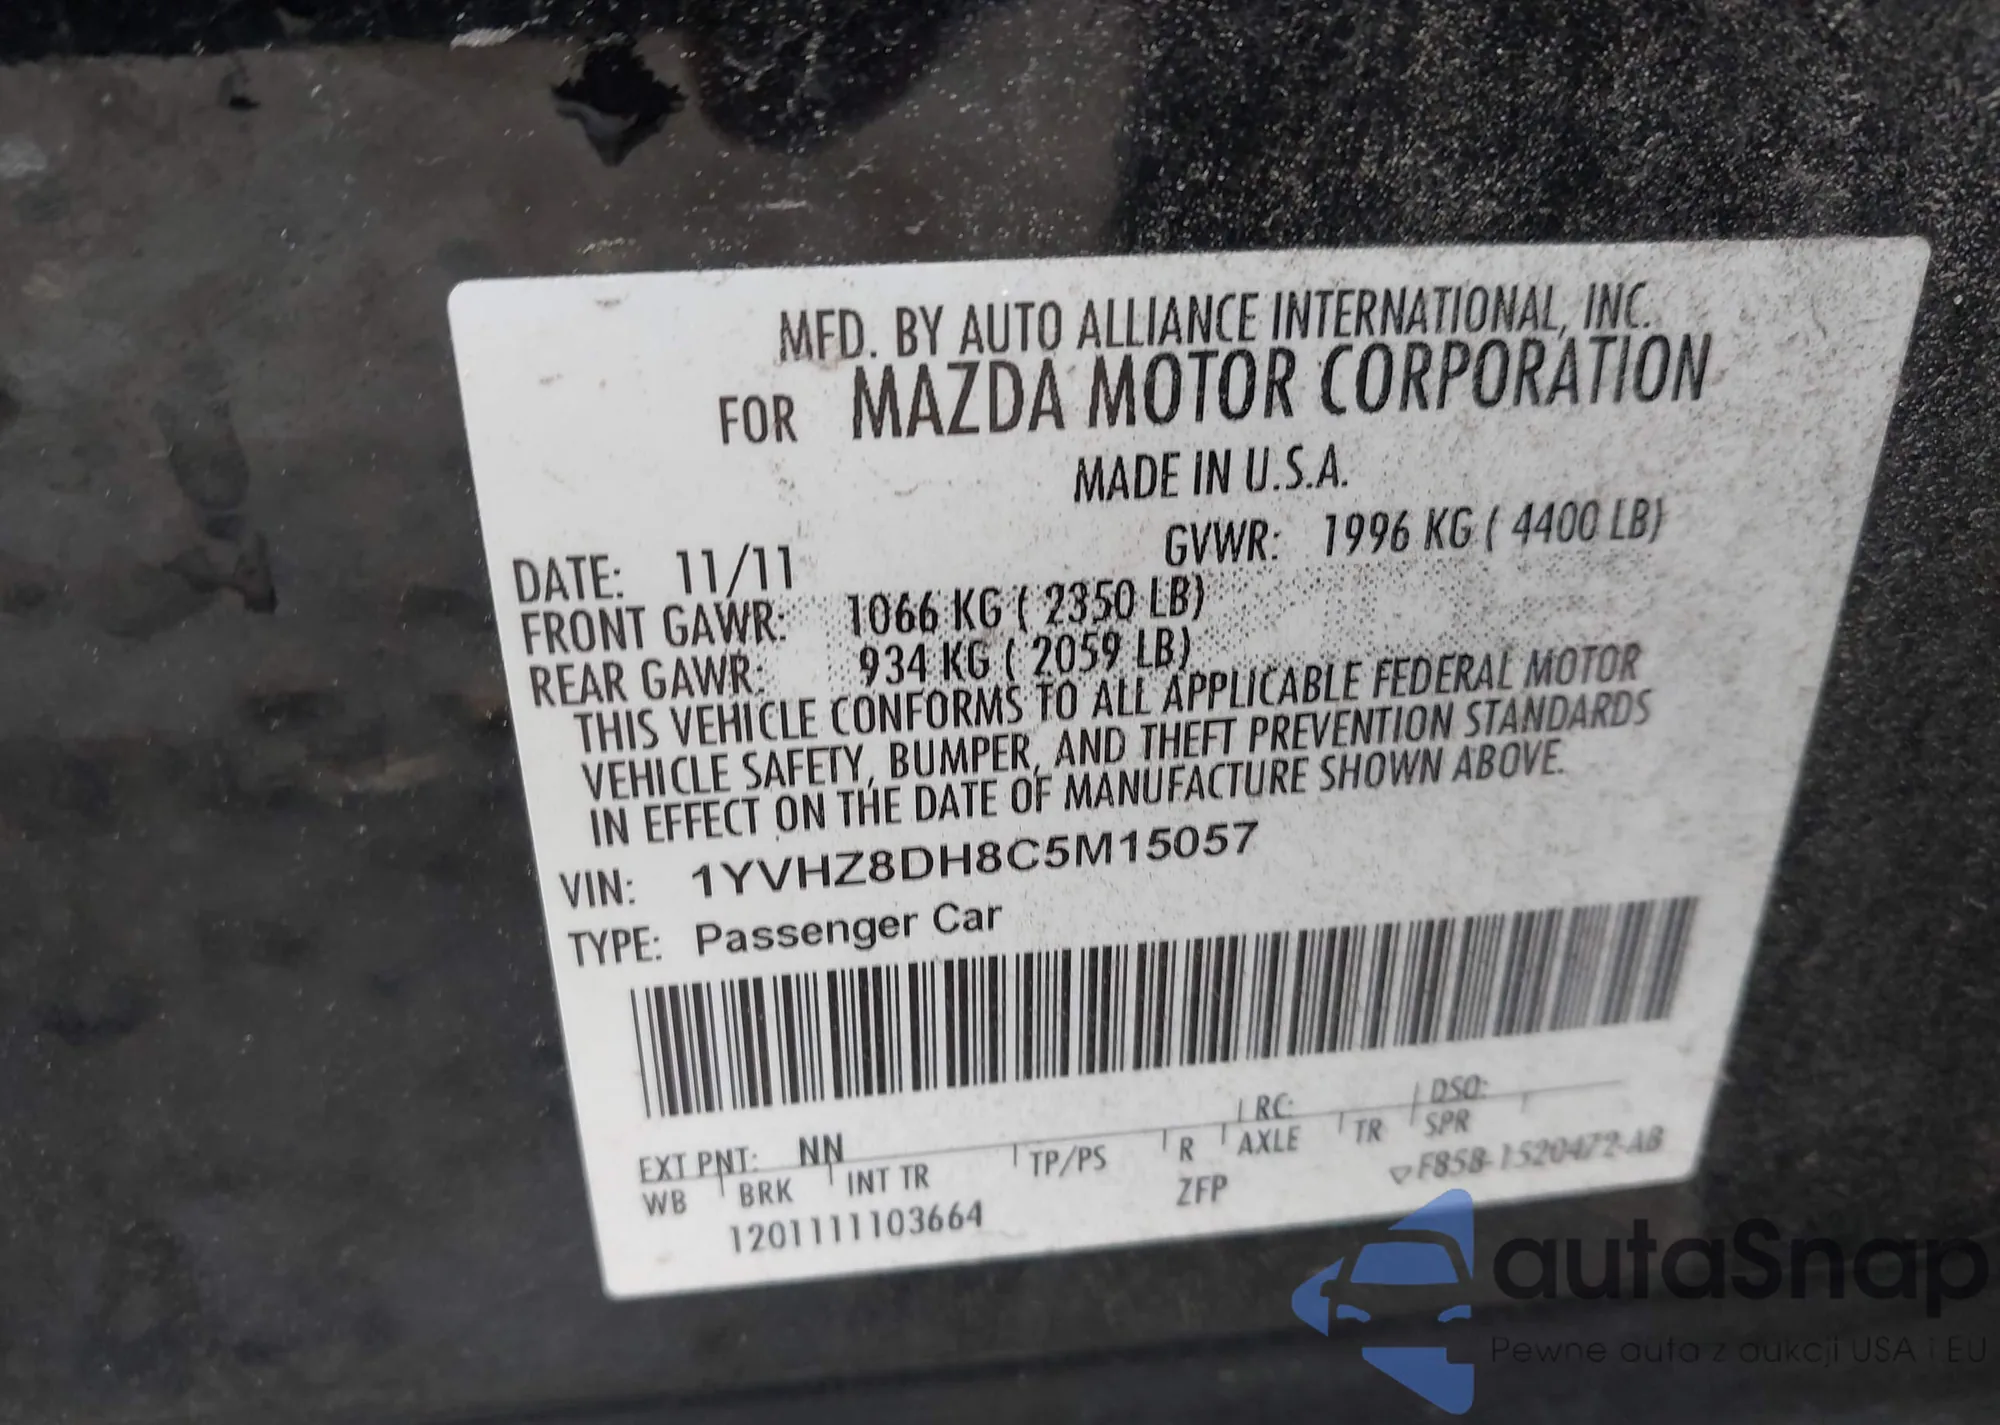 MFD. BY AUTO ALLIANCE INTERNATIONAL, INC.
FOR MAZDA MOTOR CORPORATION
MADE IN U.S.A.
DATE: 11/11 GVWR: 1996 KG ( 4400 LB)
FRONT GAWR: 1066 KG ( 2350 LB)
REAR GAWR: 934 KG ( 2059 LB)
THIS VEHICLE CONFORMS TO ALL APPLICABLE FEDERAL MOTOR
VEHICLE SAFETY, BUMPER, AND THEFT PREVENTION STANDARDS
IN EFFECT ON THE DATE OF MANUFACTURE SHOWN ABOVE.
VIN: 1YVHZ8DH8C5M15057
TYPE: Passenger Car
EXT PNT: NN RC: DSO:
WB BRK INT TR TP/PS R AXLE TR SPR
1201111103664 ZFP F85B-1520472-AB
autaSnap
Pewne auta z aukcji USA i EU